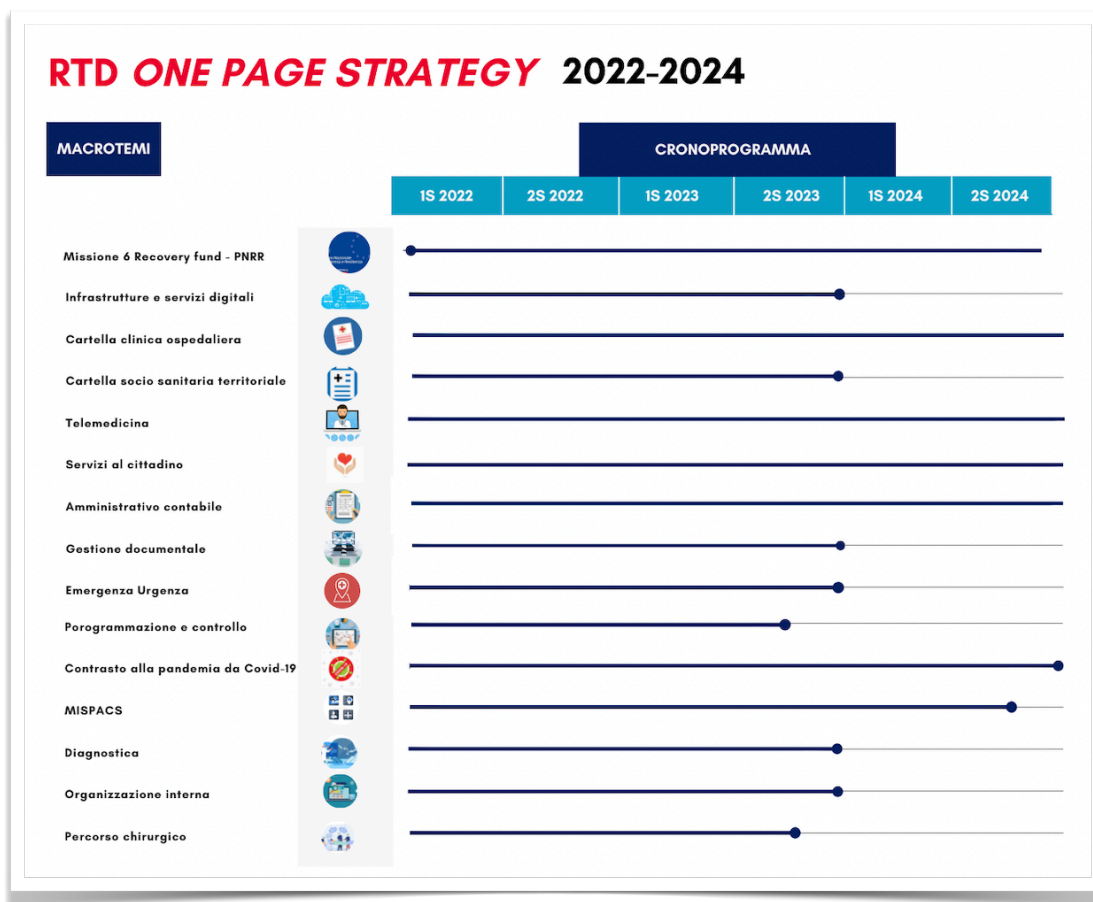 RTD ONE PAGE STRATEGY 2022-2024
MACROTEMI
CRONOPROGRAMMA
1S 2022
2S 2022
1S 2023
2S 2023
1S 2024
2S 2024
Missione 6 Recovery fund - PNRR
Infrastrutture e servizi digitali
Cartella clinica ospedaliera
Cartella socio sanitaria territoriale
Telemedicina
Servizi al cittadino
Amministrativo contabile
Gestione documentale
Emergenza Urgenza
Porogrammazione e controllo
Contrasto alla pandemia da Covid-19
MISPACS
Diagnostica
Organizzazione interna
Percorso chirurgico